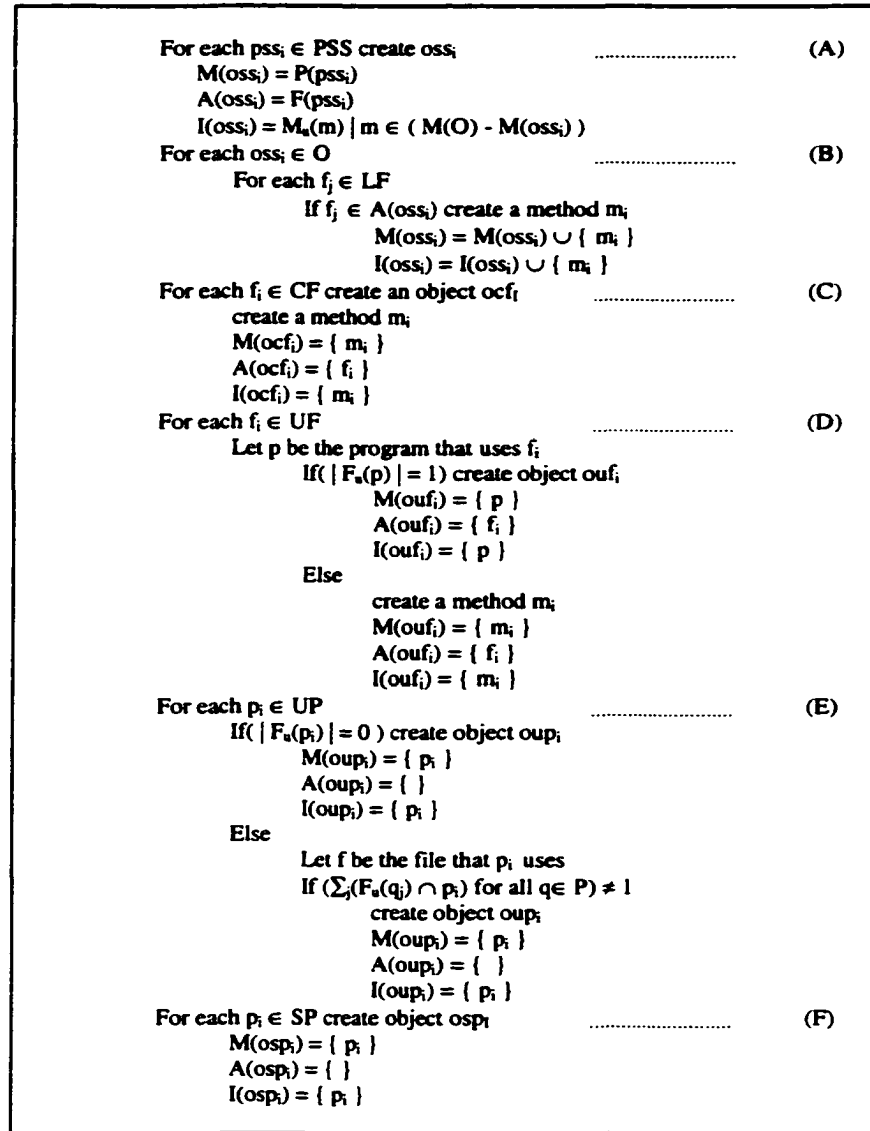 For each pssᵢ ∈ PSS create ossᵢ ........................ (A)
M(ossᵢ) = P(pssᵢ)
A(ossᵢ) = F(pssᵢ)
I(ossᵢ) = Mᵤ(m) | m ∈ ( M(O) - M(ossᵢ) )
For each ossᵢ ∈ O ........................ (B)
For each fⱼ ∈ LF
If fⱼ ∈ A(ossᵢ) create a method mᵢ
M(ossᵢ) = M(ossᵢ) ∪ { mᵢ }
I(ossᵢ) = I(ossᵢ) ∪ { mᵢ }
For each fᵢ ∈ CF create an object ocfᵢ ........................ (C)
create a method mᵢ
M(ocfᵢ) = { mᵢ }
A(ocfᵢ) = { fᵢ }
I(ocfᵢ) = { mᵢ }
For each fᵢ ∈ UF ........................ (D)
Let p be the program that uses fᵢ
If( | Fᵤ(p) | = 1) create object oufᵢ
M(oufᵢ) = { p }
A(oufᵢ) = { fᵢ }
I(oufᵢ) = { p }
Else
create a method mᵢ
M(oufᵢ) = { mᵢ }
A(oufᵢ) = { fᵢ }
I(oufᵢ) = { mᵢ }
For each pᵢ ∈ UP ........................ (E)
If( | Fᵤ(pᵢ) | = 0 ) create object oupᵢ
M(oupᵢ) = { pᵢ }
A(oupᵢ) = { }
I(oupᵢ) = { pᵢ }
Else
Let f be the file that pᵢ uses
If (∑ⱼ(Fᵤ(qⱼ) ∩ pᵢ) for all q∈ P) ≠ 1
create object oupᵢ
M(oupᵢ) = { pᵢ }
A(oupᵢ) = { }
I(oupᵢ) = { pᵢ }
For each pᵢ ∈ SP create object ospᵢ ........................ (F)
M(ospᵢ) = { pᵢ }
A(ospᵢ) = { }
I(ospᵢ) = { pᵢ }